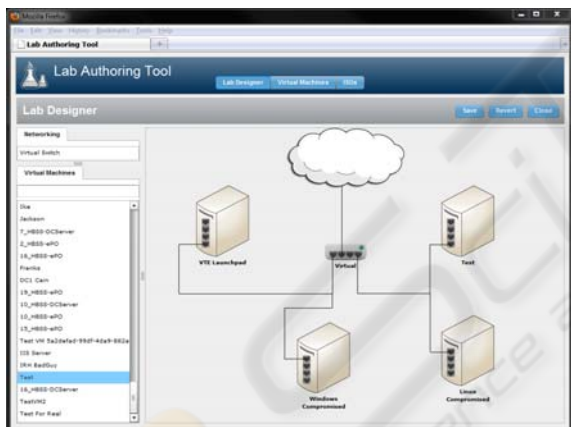 Mozilla Firefox
File Edit View History Bookmarks Tools Help
Lab Authoring Tool
Lab Authoring Tool
Lab Designer Virtual Machines ISOs
Lab Designer
Save Revert Close
Networking
Virtual Switch
Virtual Machines
Ike
Jackson
7_HBSS-DCServer
2_HBSS-ePO
16_HBSS-ePO
Franks
DC1 Cain
19_HBSS-ePO
10_HBSS-DCServer
10_HBSS-ePO
15_HBSS-ePO
Test VM
IIS Server
IRH BadGuy
Test
16_HBSS-DCServer
TestVM2
Test For Real
VTE Launchpad
Virtual
Test
Windows
Compromised
Linux
Compromised